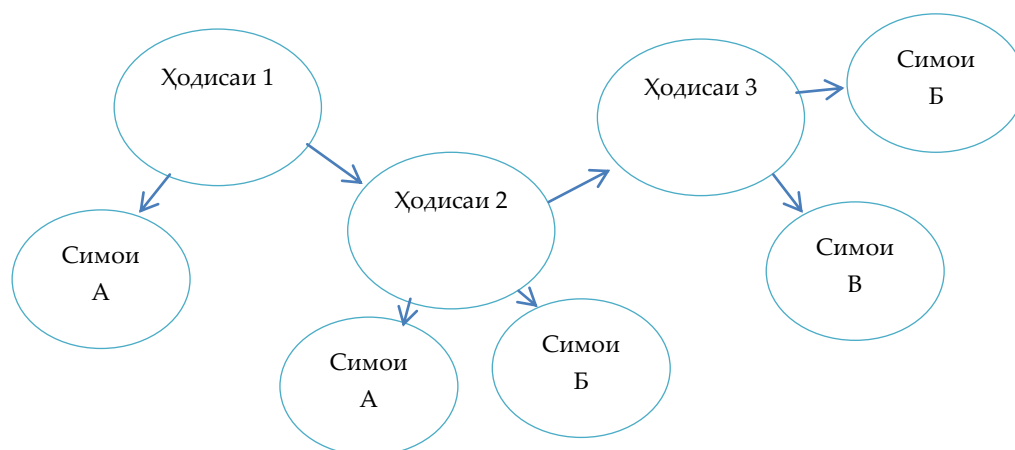 Ҳодисаи 1
Симои
А
Ҳодисаи 2
Симои
А
Симои
Б
Ҳодисаи 3
Симои
Б
Симои
В